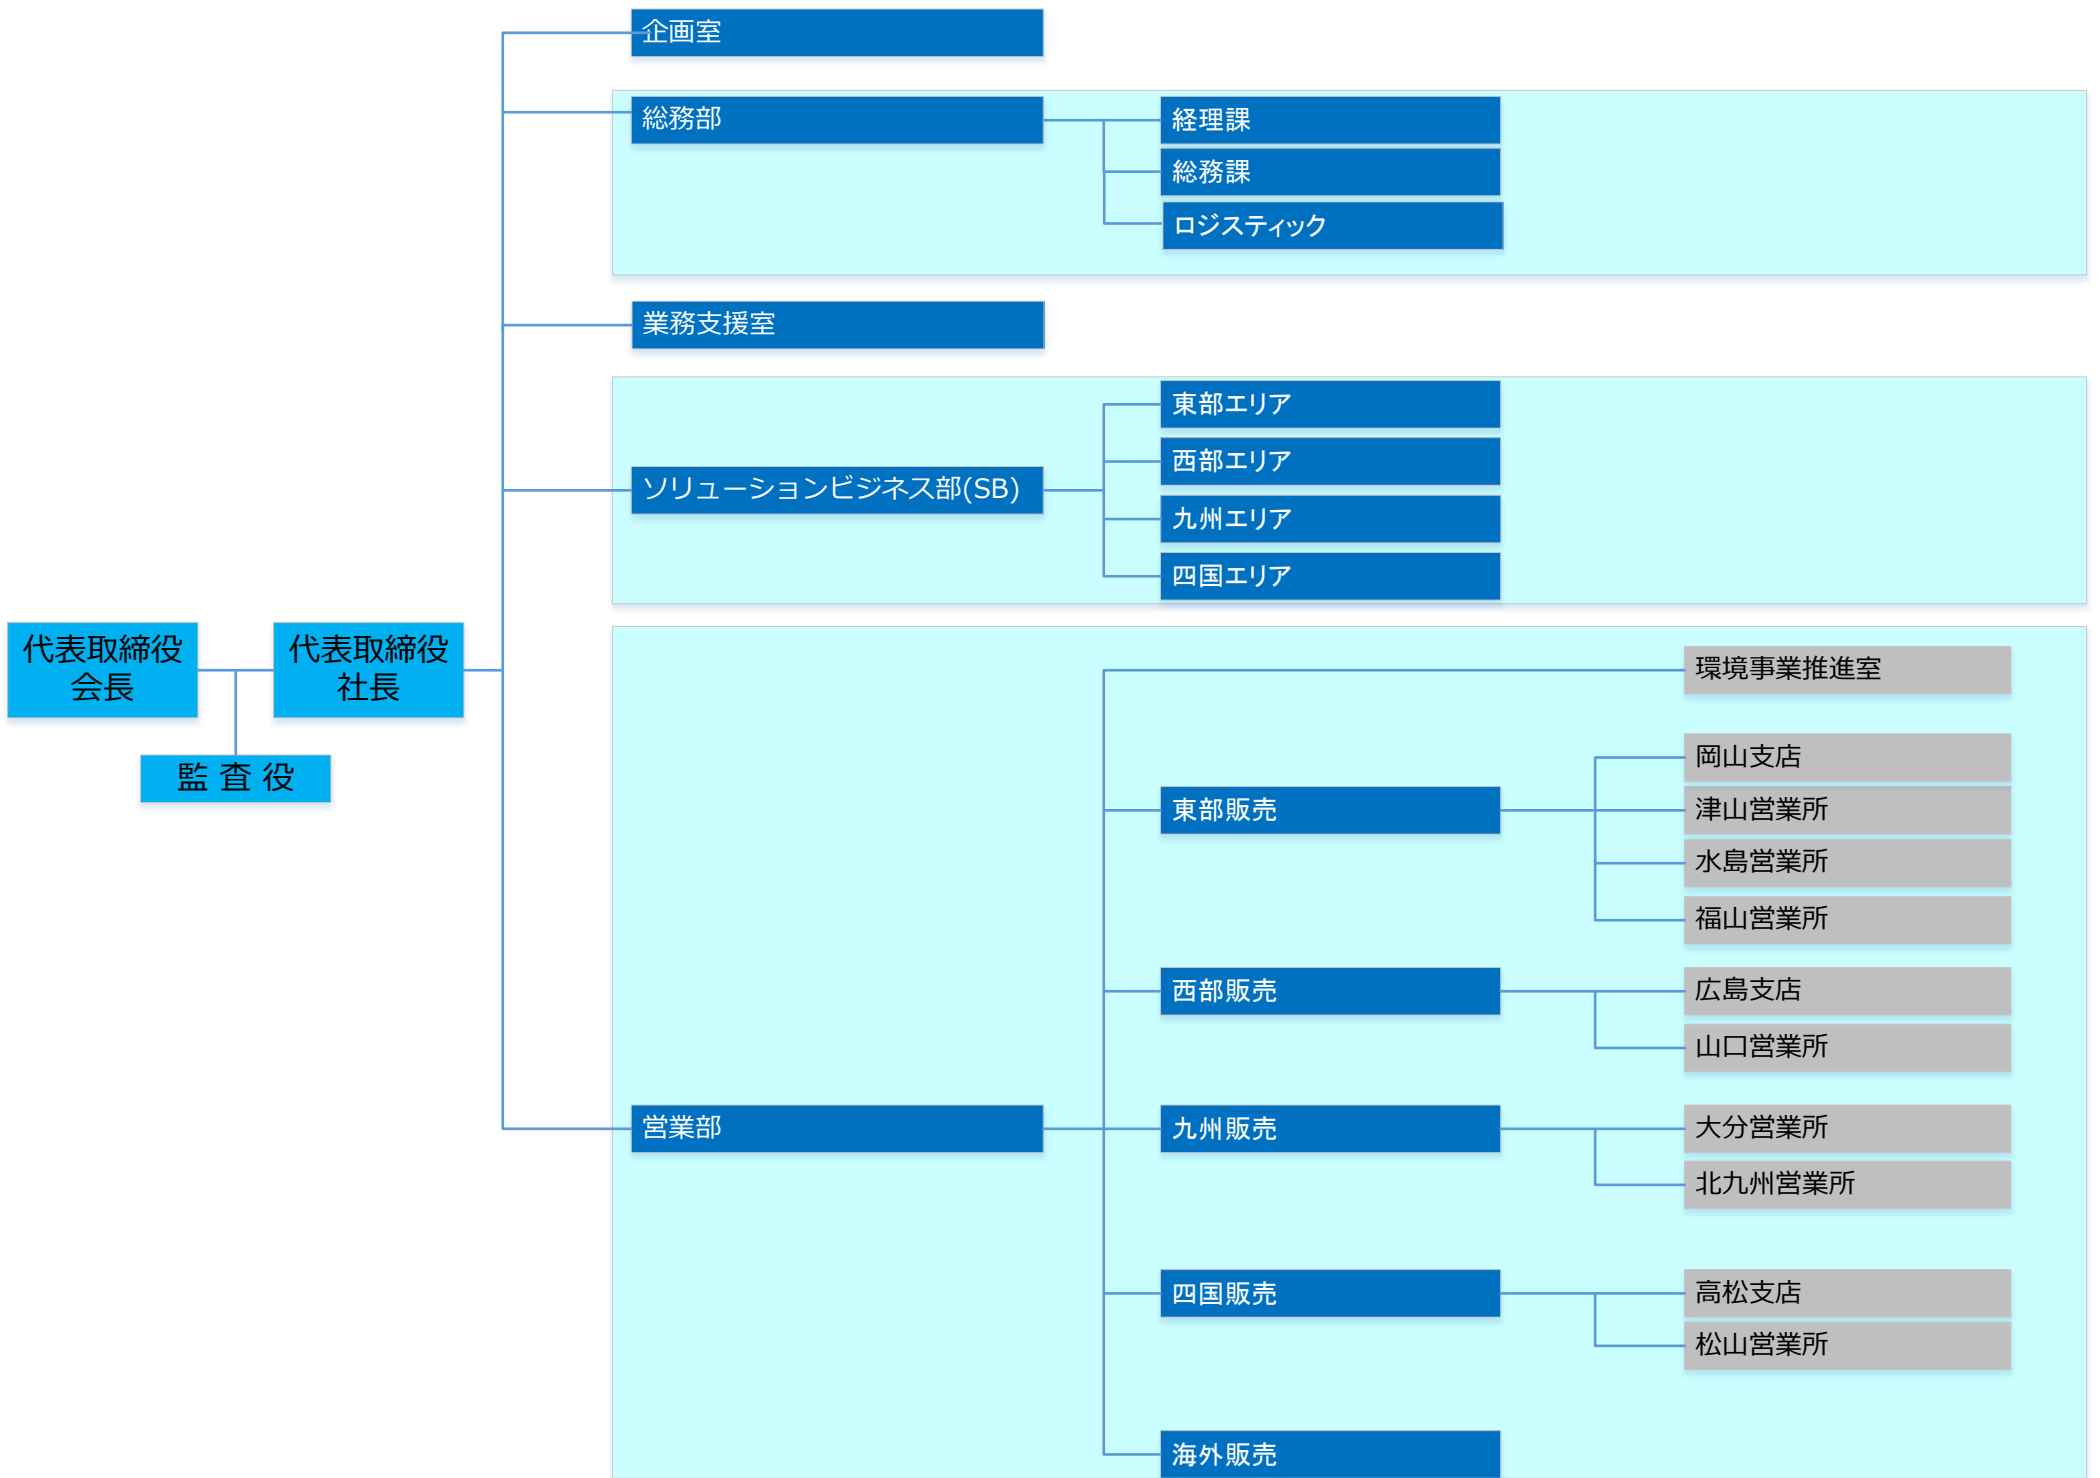 企画室
総務部
経理課
総務課
ロジスティック
業務支援室
ソリューションビジネス部(SB)
東部エリア
西部エリア
九州エリア
四国エリア
代表取締役
会長
代表取締役
社長
監 査 役
営業部
環境事業推進室
東部販売
岡山支店
津山営業所
水島営業所
福山営業所
西部販売
広島支店
山口営業所
九州販売
大分営業所
北九州営業所
四国販売
高松支店
松山営業所
海外販売